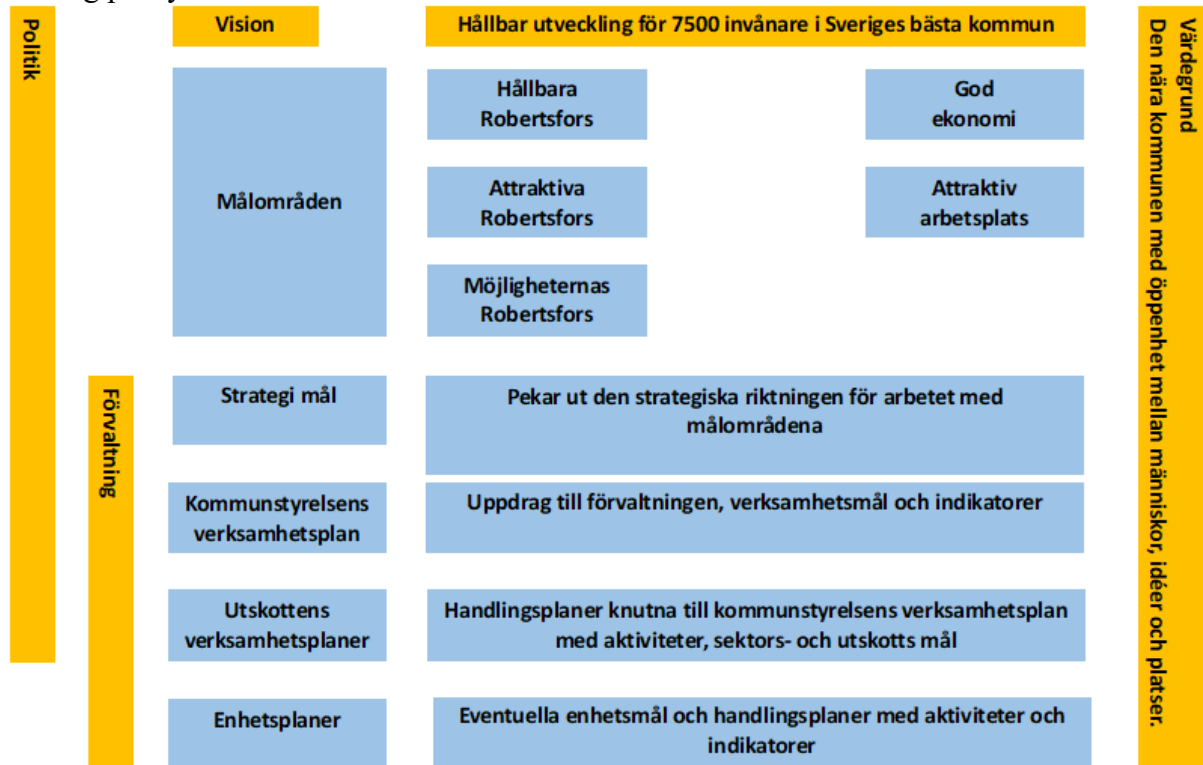 Politik
Förvaltning
Vision
Hållbar utveckling för 7500 invånare i Sveriges bästa kommun
Målområden
Hållbara
Robertsfors
God
ekonomi
Attraktiva
Robertsfors
Attraktiv
arbetsplats
Möjligheternas
Robertsfors
Strategi mål
Pekar ut den strategiska riktningen för arbetet med
målområdena
Kommunstyrelsens
verksamhetsplan
Uppdrag till förvaltningen, verksamhetsmål och indikatorer
Utskottens
verksamhetsplaner
Handlingsplaner knutna till kommunstyrelsens verksamhetsplan
med aktiviteter, sektors- och utskotts mål
Enhetsplaner
Eventuella enhetsmål och handlingsplaner med aktiviteter och
indikatorer
Värdegrund
Den nära kommunen med öppenhet mellan människor, idéer och platser.